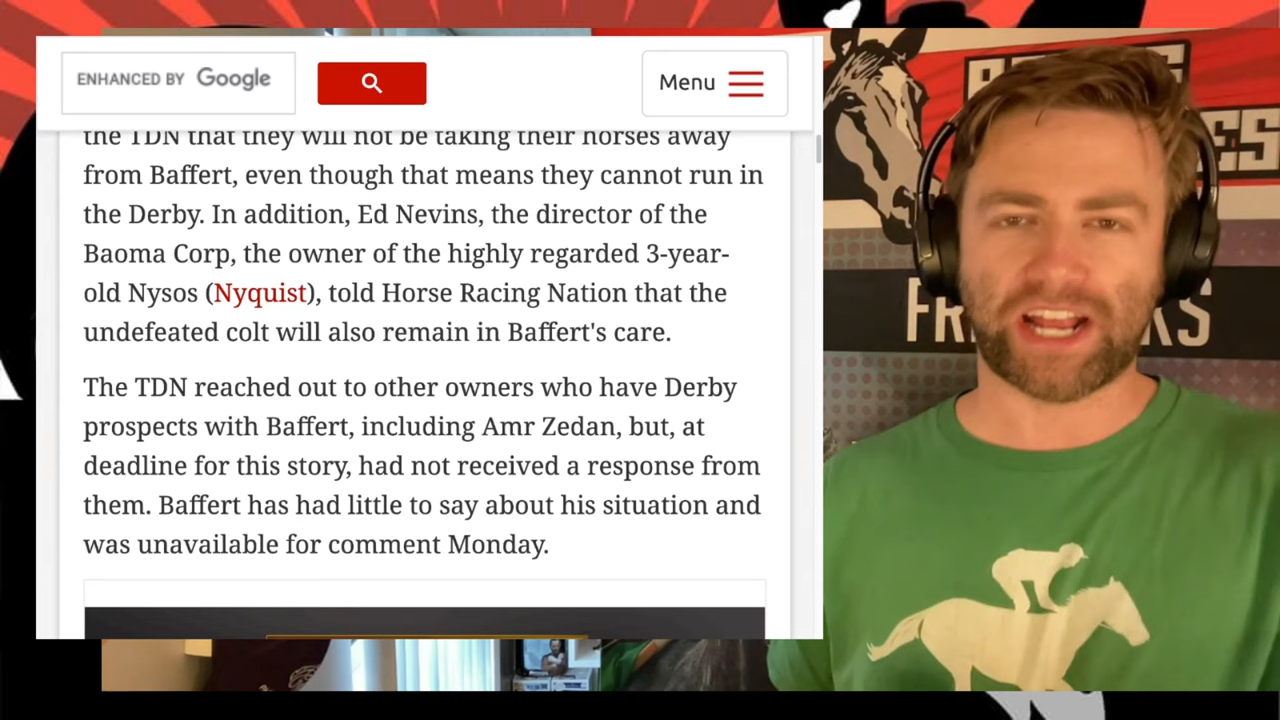 ENHANCED BY Google
Menu
the TDN that they will not be taking their horses away
from Baffert, even though that means they cannot run in
the Derby. In addition, Ed Nevins, the director of the
Baoma Corp, the owner of the highly regarded 3-year-
old Nysos (Nyquist), told Horse Racing Nation that the
undefeated colt will also remain in Baffert's care.
The TDN reached out to other owners who have Derby
prospects with Baffert, including Amr Zedan, but, at
deadline for this story, had not received a response from
them. Baffert has had little to say about his situation and
was unavailable for comment Monday.